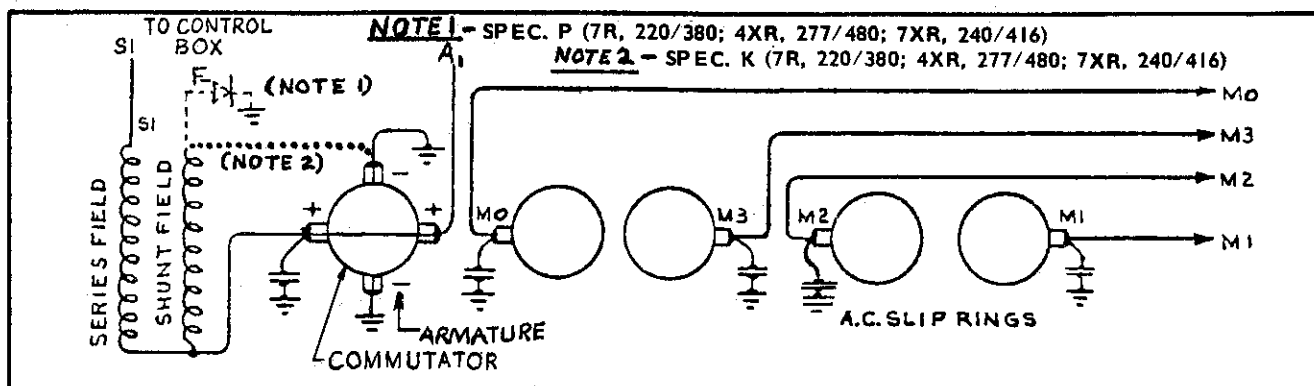 TO CONTROL
BOX
NOTE 1 - SPEC. P (7R, 220/380; 4XR, 277/480; 7XR, 240/416)
NOTE 2 - SPEC. K (7R, 220/380; 4XR, 277/480; 7XR, 240/416)
S1
A1
F-
(NOTE 1)
S1
(NOTE 2)
SERIES FIELD
SHUNT FIELD
+
-
+
-
ARMATURE
COMMUTATOR
M0
M3
M2
M1
A.C. SLIP RINGS
M0
M3
M2
M1